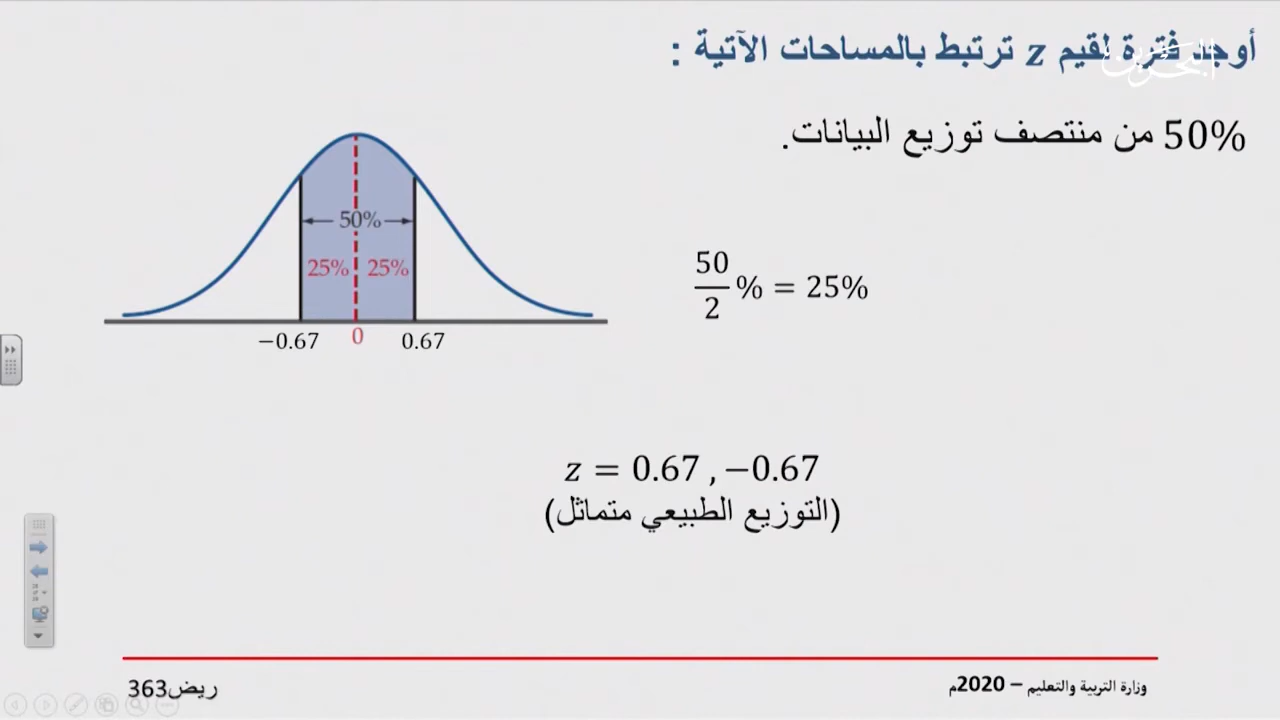 أوجد فترة لقيم z ترتبط بالمساحات الآتية :
البحرين
50% من منتصف توزيع البيانات.
50%
25% 25%
−0.67 0 0.67
50/2 % = 25%
z = 0.67 , −0.67
(التوزيع الطبيعي متماثل)
وزارة التربية والتعليم – 2020م
ريض363